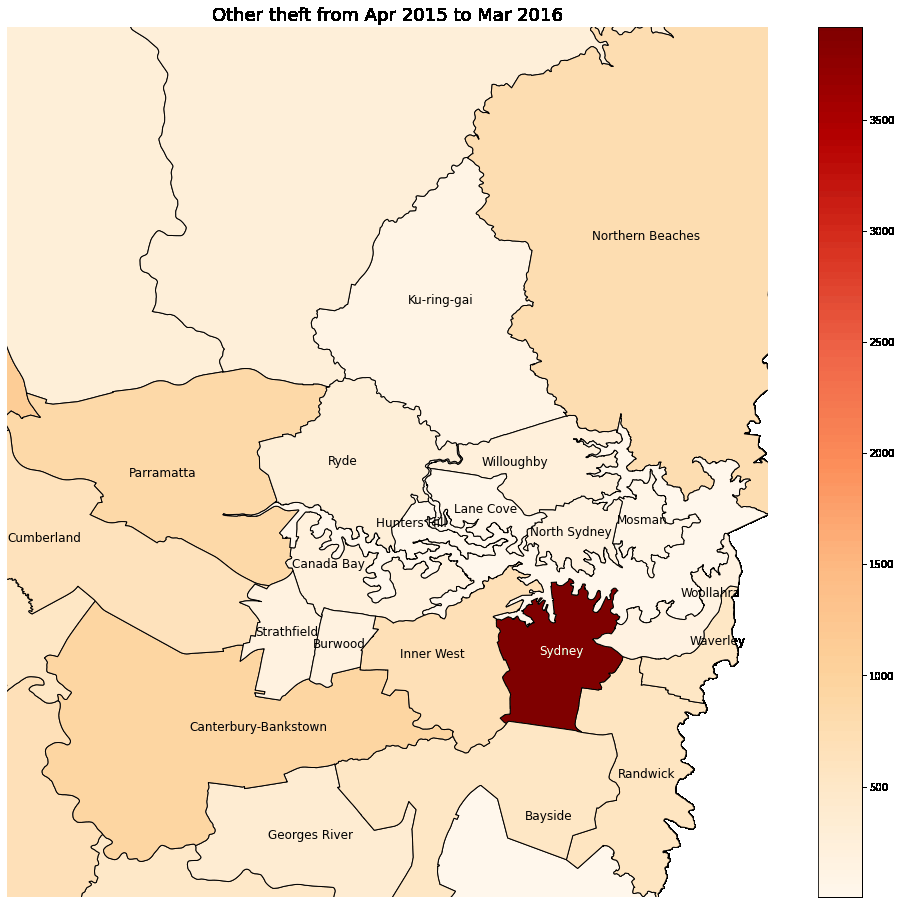 Other theft from Apr 2015 to Mar 2016
3500
3000
Northern Beaches
Ku-ring-gai
2500
2000
Ryde
Willoughby
Parramatta
Lane Cove
Mosman
Hunters Hill
North Sydney
Cumberland
1500
Canada Bay
Woollahra
Strathfield
Burwood
Waverley
Inner West
Sydney
1000
Canterbury-Bankstown
Randwick
500
Bayside
Georges River